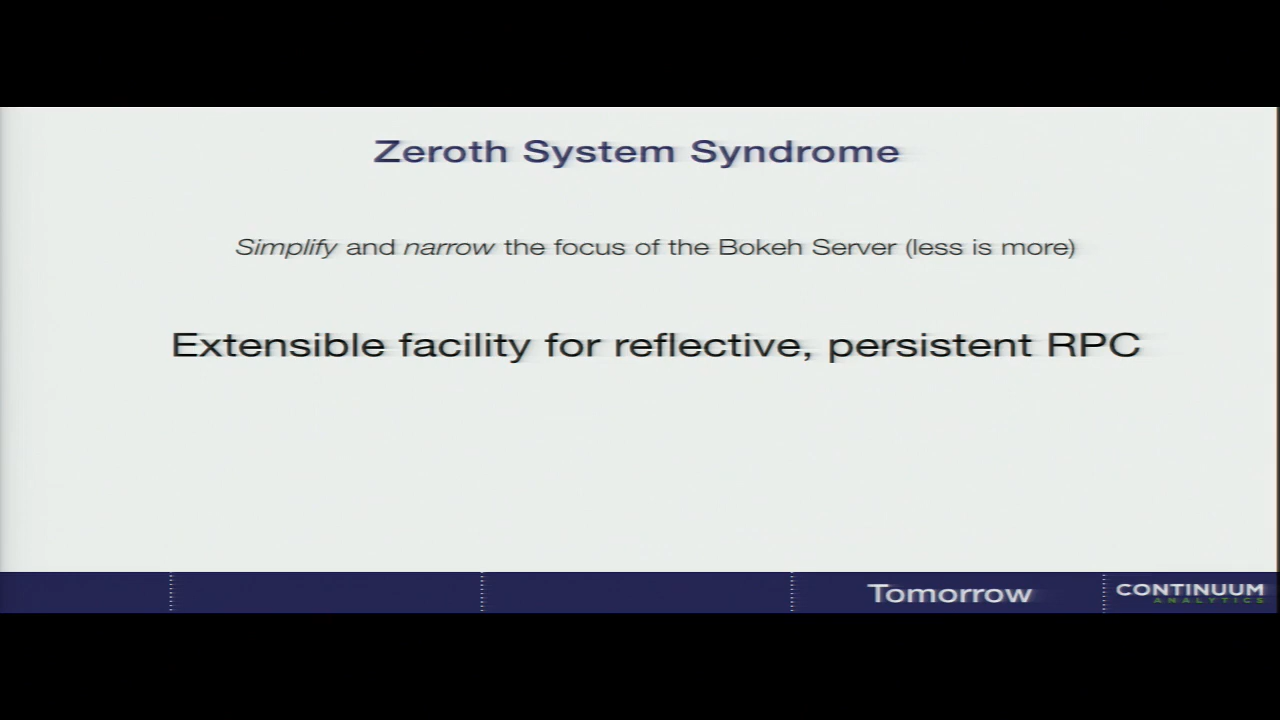 Zeroth System Syndrome
Simplify and narrow the focus of the Bokeh Server (less is more)
Extensible facility for reflective, persistent RPC
Tomorrow
CONTINUUM
ANALYTICS